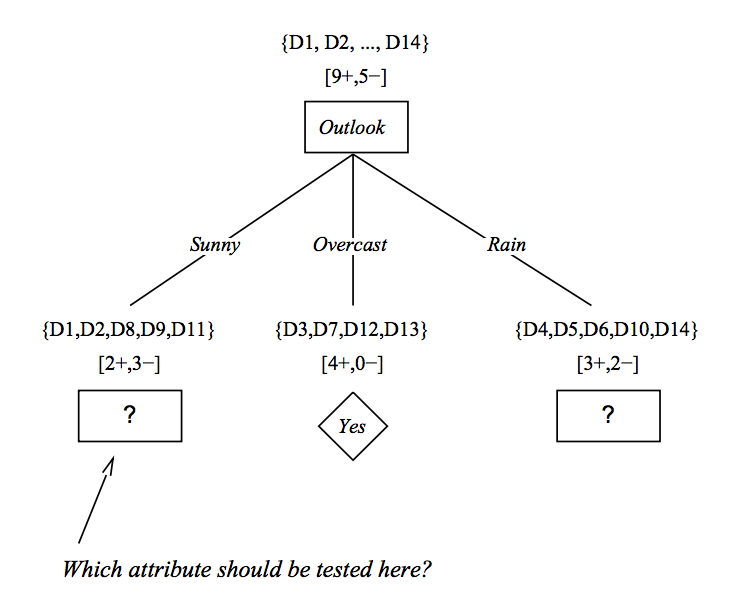 {D1, D2, ..., D14}
[9+,5−]
Outlook
Sunny
Overcast
Rain
{D1,D2,D8,D9,D11}
{D3,D7,D12,D13}
{D4,D5,D6,D10,D14}
[2+,3−]
[4+,0−]
[3+,2−]
?
Yes
?
Which attribute should be tested here?